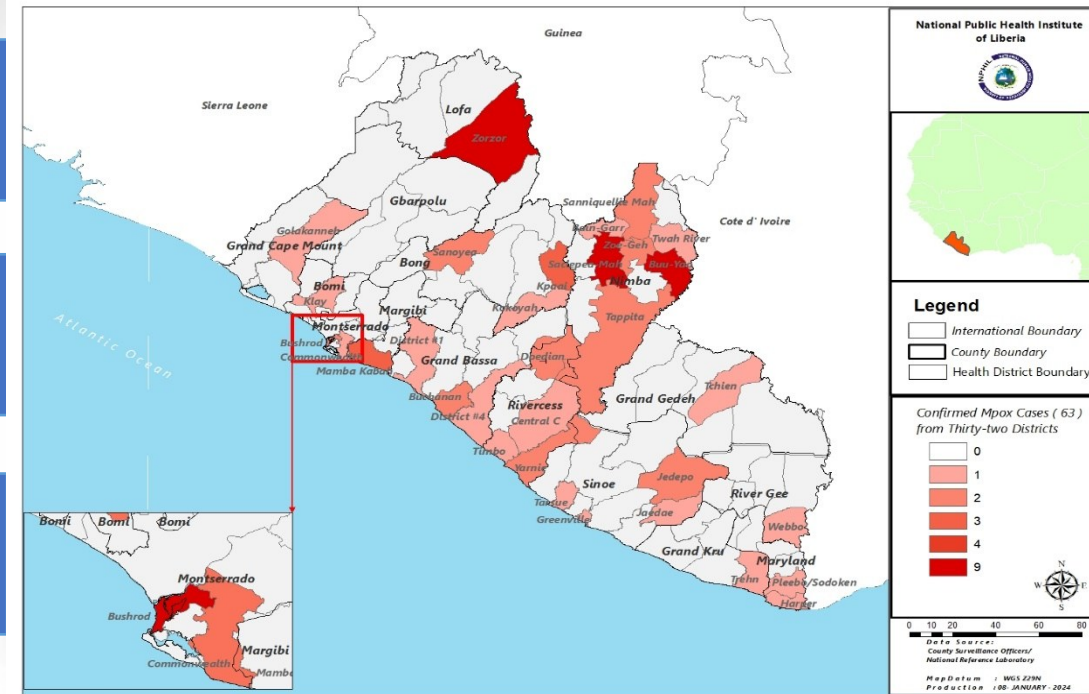 National Public Health Institute
of Liberia
NPHIL
Guinea
Sierra Leone
Lofa
Zorzor
Gbarpolu
Cote d' Ivoire
Sanniquellie Mah
Golakanneh
Grand Cape Mount
Bain-Garr
Zoe-Geh
Twah River
Sanoyea
Bong
Saclepea-Mah
Buu-Yao
Nimba
Bomi
Klay
Kpaai
Margibi
Kokoyah
Tappita
Montserrado
Atlantic Ocean
Bushrod
District #1
Commonwealth
Grand Bassa
Doedian
Mamba Kaba
Grand Gedeh
Tchien
Buchanan
Rivercess
District #4
Central C
Timbo
Yarnie
Sinoe
Jedepo
River Gee
Tarsue
Jaedae
Greenville
Webbo
Grand Kru
Maryland
Trehn
Pleebo/Sodoken
Harper
Bomi
Bomi
Bomi
Montserrado
Bushrod
Commonwealth
Margibi
Mamba
Legend
International Boundary
County Boundary
Health District Boundary
Confirmed Mpox Cases ( 63 )
from Thirty-two Districts
0
1
2
3
4
9
N
W
E
S
0 10 20 40 60 80
Data Source:
County Surveillance Officers/
National Reference Laboratory
Map Datum : WGS Z29N
Production : 08- JANUARY - 2024